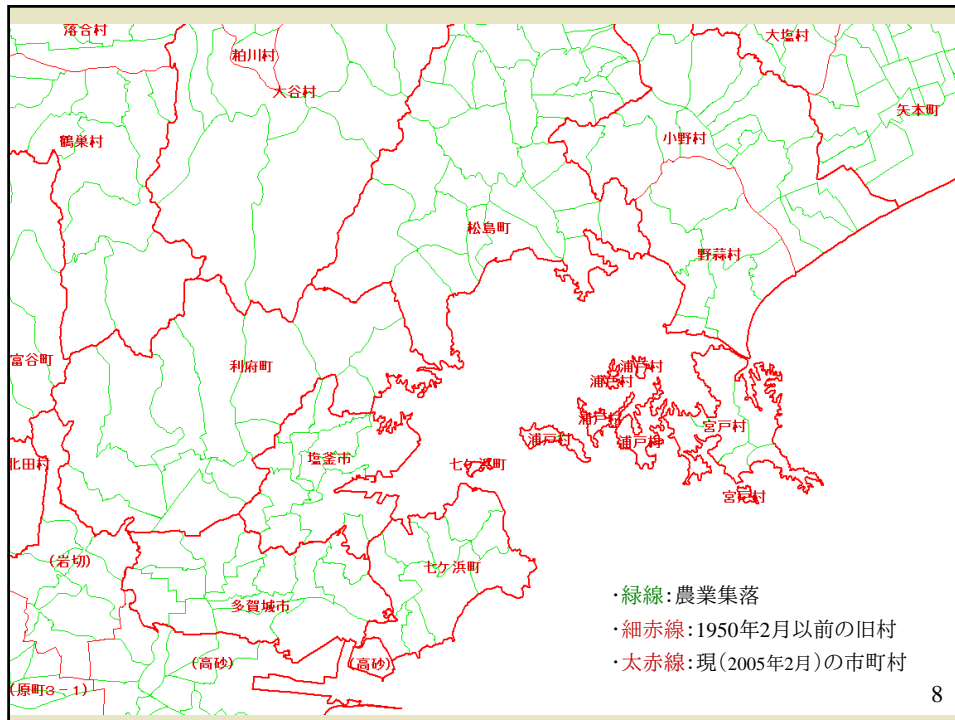 落合村
粕川村
大塩村
大谷村
矢本町
鶴巣村
小野村
松島町
野蒜村
富谷町
利府町
浦戸村
浦戸村
浦戸村
宮戸村
浦戸村
浦戸村
塩釜市
北田村
七ケ浜町
宮戸村
(岩切)
七ケ浜町
多賀城市
(高砂)
(高砂)
(原町3-1)
・緑線:農業集落
・細赤線:1950年2月以前の旧村
・太赤線:現(2005年2月)の市町村
8